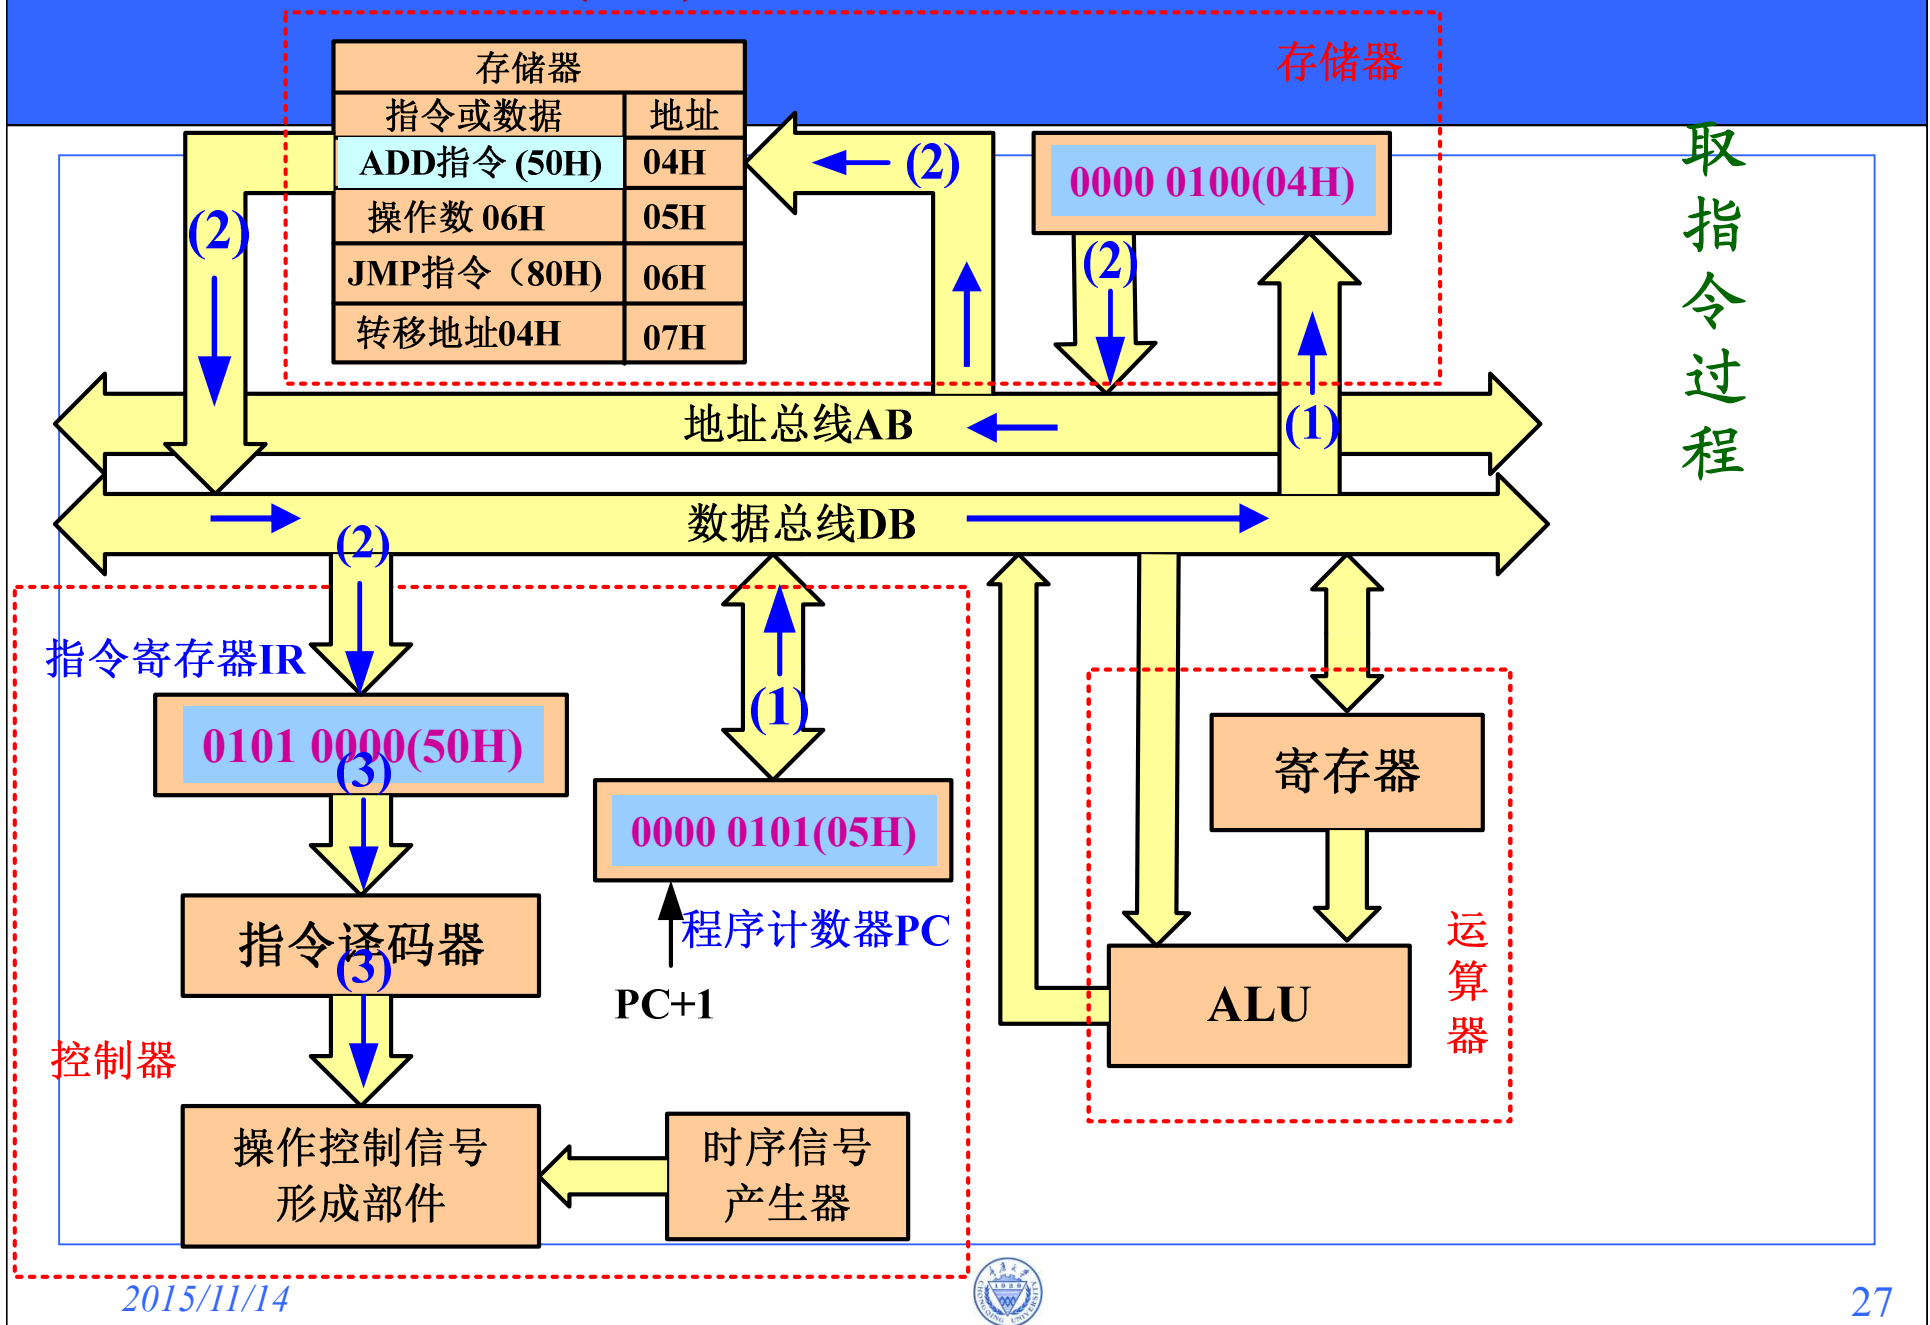 存储器
存储器
指令或数据 地址
ADD指令 (50H) 04H
操作数 06H 05H
JMP指令（80H) 06H
转移地址04H 07H
(2)
(2)
0000 0100(04H)
(2)
(1)
地址总线AB
数据总线DB
取指令过程
(2)
指令寄存器IR
0101 0000(50H)
(3)
(1)
0000 0101(05H)
程序计数器PC
PC+1
指令译码器
(3)
控制器
操作控制信号
形成部件
时序信号
产生器
寄存器
ALU
运算器
2015/11/14
27